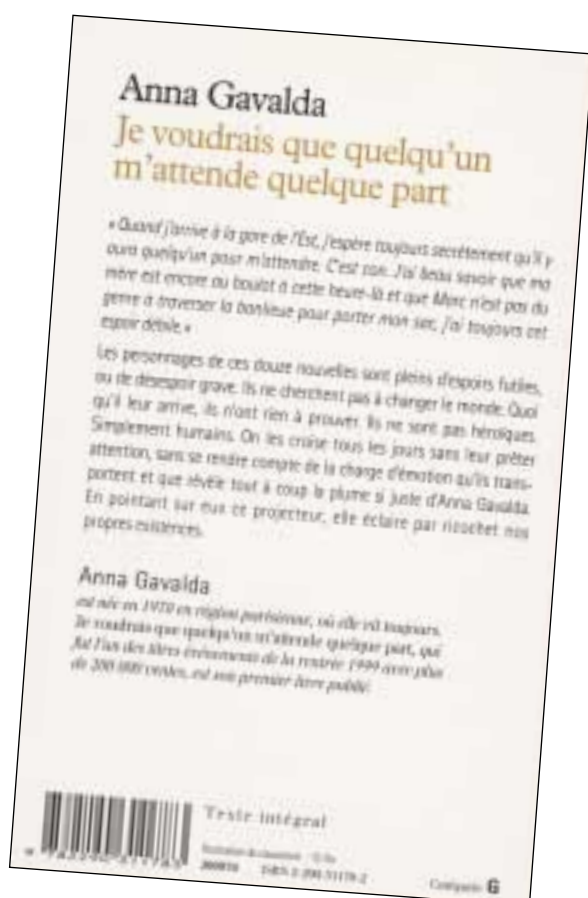 Anna Gavalda
Je voudrais que quelqu'un
m'attende quelque part
« Quand j'arrive à la gare de l'Est, j'espère toujours secrètement qu'il y
aura quelqu'un pour m'attendre. C'est con. J'ai beau savoir que ma
mère est encore au boulot à cette heure-là et que Marc n'est pas du
genre à traverser la banlieue pour porter mon sac, j'ai toujours cet
espoir débile. »
Les personnages de ces douze nouvelles sont pleins d'espoirs futiles,
ou de désespoir grave. Ils ne cherchent pas à changer le monde. Quoi
qu'il leur arrive, ils n'ont rien à prouver. Ils ne sont pas héroïques.
Simplement humains. On les croise tous les jours sans leur prêter
attention, sans se rendre compte de la charge d'émotion qu'ils trans-
portent et que révèle tout à coup la plume si juste d'Anna Gavalda.
En pointant sur eux ce projecteur, elle éclaire par ricochet nos
propres existences.
Anna Gavalda
est née en 1970 en région parisienne, où elle vit toujours.
Je voudrais que quelqu'un m'attende quelque part, qui
fut l'un des titres événements de la rentrée 1999 avec plus
de 200 000 ventes, est son premier livre publié.
Texte intégral
ISBN 2-290-31178-2
Catégorie G